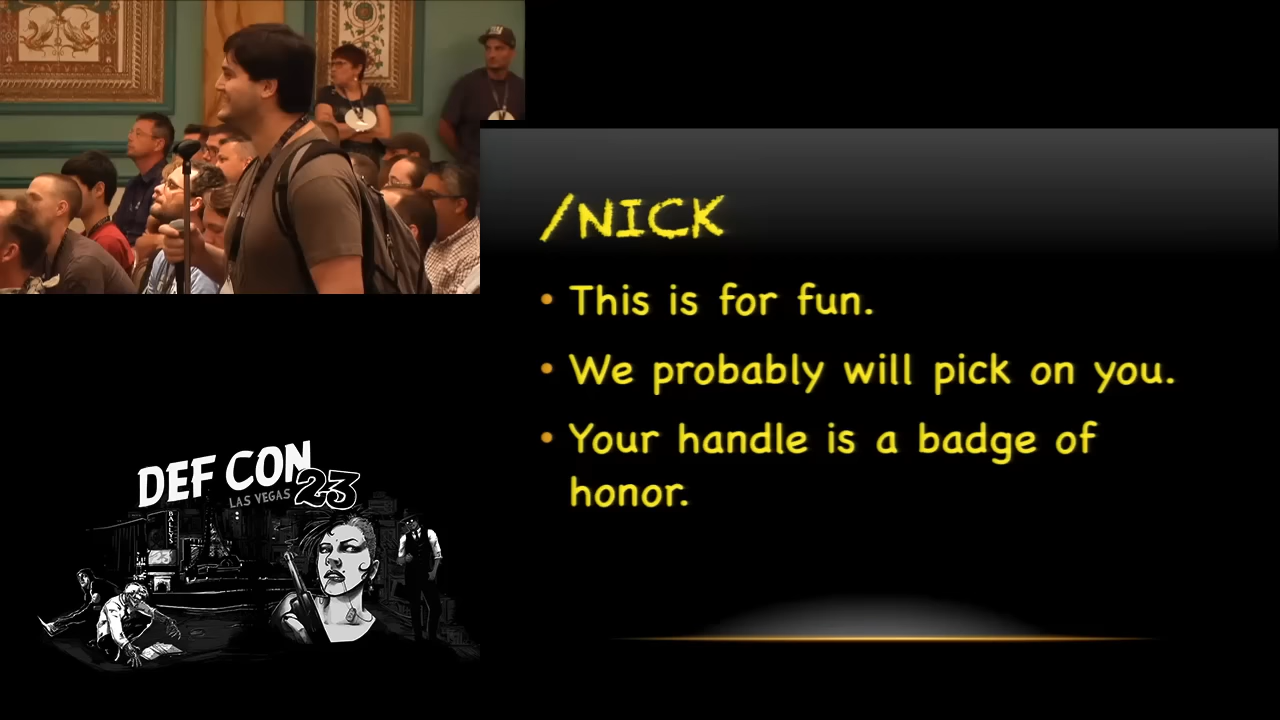 /NICK
• This is for fun.
• We probably will pick on you.
• Your handle is a badge of
honor.
DEF CON
23
LAS VEGAS
BALLYS